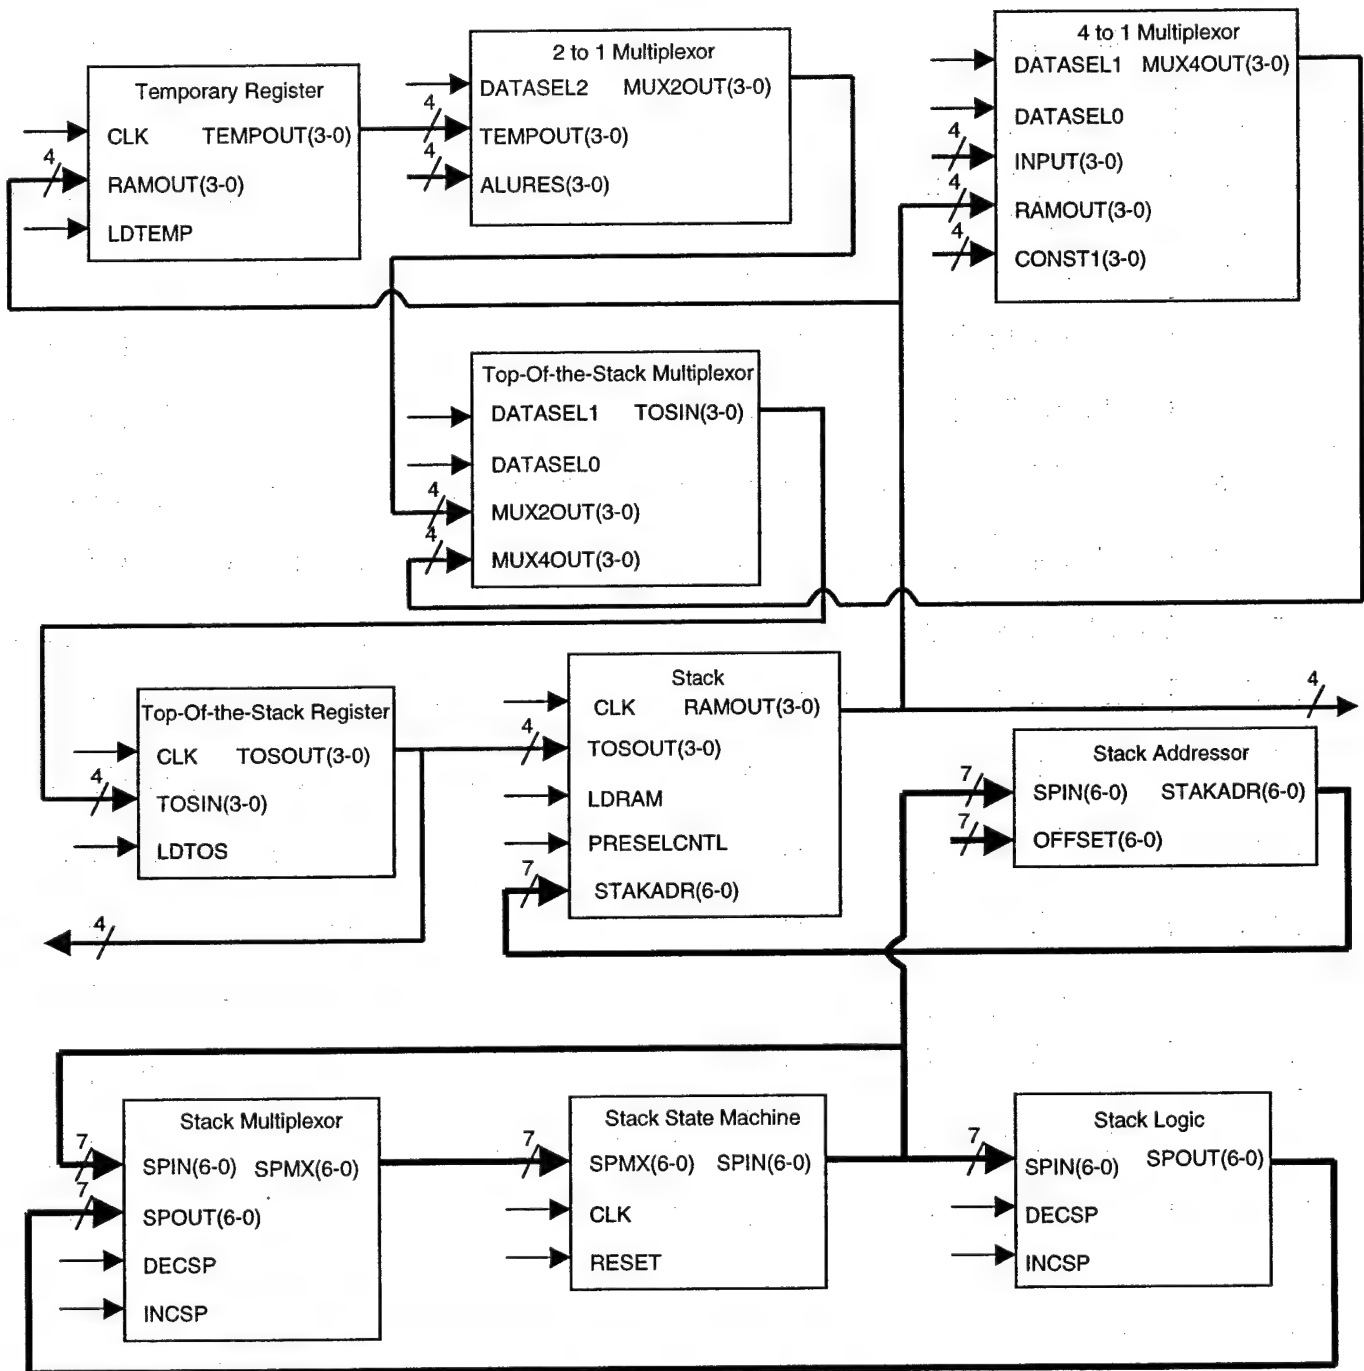 2 to 1 Multiplexor
DATASEL2 MUX2OUT(3-0)
4
TEMPOUT(3-0)
4
ALURES(3-0)
4 to 1 Multiplexor
DATASEL1 MUX4OUT(3-0)
DATASEL0
4
INPUT(3-0)
4
RAMOUT(3-0)
4
CONST1(3-0)
Temporary Register
CLK TEMPOUT(3-0)
4
RAMOUT(3-0)
LDTEMP
Top-Of-the-Stack Multiplexor
DATASEL1 TOSIN(3-0)
DATASEL0
4
MUX2OUT(3-0)
4
MUX4OUT(3-0)
Top-Of-the-Stack Register
CLK TOSOUT(3-0)
4
TOSIN(3-0)
LDTOS
4
Stack
CLK RAMOUT(3-0)
4
TOSOUT(3-0)
LDRAM
PRESELCNTL
7
STAKADR(6-0)
4
Stack Addressor
7
SPIN(6-0) STAKADR(6-0)
7
OFFSET(6-0)
Stack Multiplexor
7
SPIN(6-0) SPMX(6-0)
7
SPOUT(6-0)
DECSP
INCSP
Stack State Machine
7
SPMX(6-0) SPIN(6-0)
CLK
RESET
Stack Logic
7
SPIN(6-0) SPOUT(6-0)
DECSP
INCSP